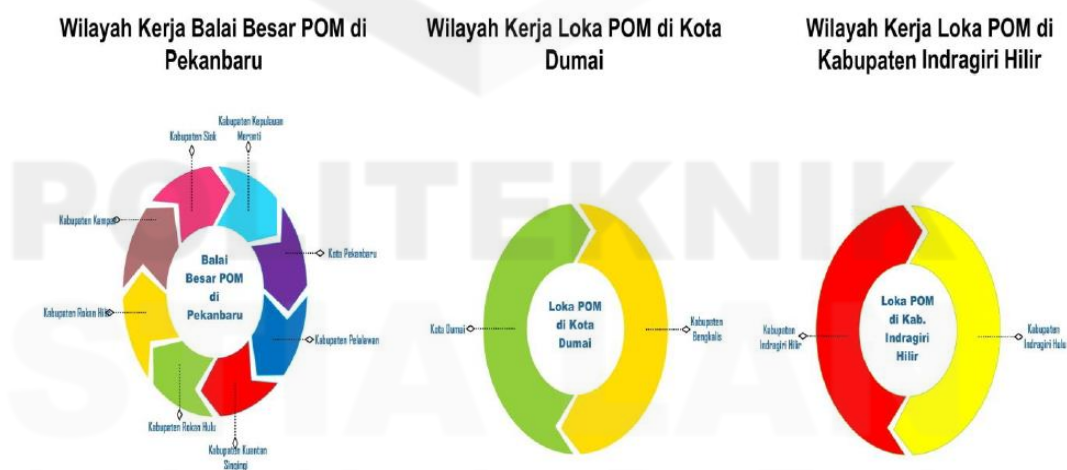 Wilayah Kerja Balai Besar POM di
Pekanbaru
Wilayah Kerja Loka POM di Kota
Dumai
Wilayah Kerja Loka POM di
Kabupaten Indragiri Hilir
Kabupaten Kepulauan
Meranti
Kabupaten Siak
Kabupaten Kampar
Kota Pekanbaru
Balai
Besar POM
di
Pekanbaru
Kabupaten Rokan Hilir
Kabupaten Pelalawan
Kabupaten Rokan Hulu
Kabupaten Kuantan
Singingi
Kota Dumai
Loka POM
di Kota
Dumai
Kabupaten
Bengkalis
Kabupaten
Indragiri Hilir
Loka POM
di Kab.
Indragiri
Hilir
Kabupaten
Indragiri Hulu
POLITEKNIK